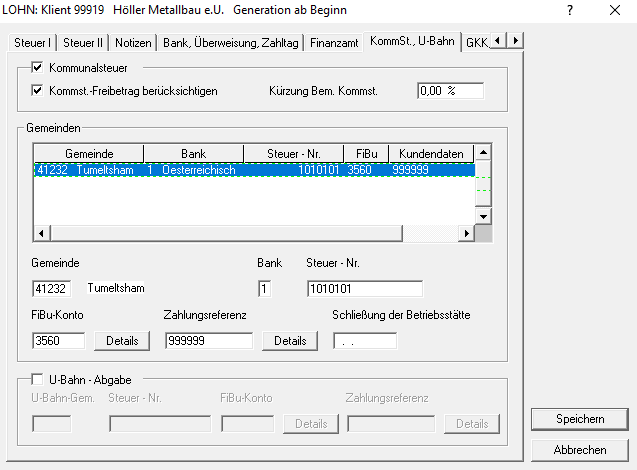 LOHN: Klient 99919 Höller Metallbau e.U. Generation ab Beginn
Steuer I Steuer II Notizen Bank, Überweisung, Zahltag Finanzamt KommSt., U-Bahn GKK,
Kommunalsteuer
Kommst.-Freibetrag berücksichtigen Kürzung Bem. Kommst. 0,00 %
Gemeinden
Gemeinde Bank Steuer - Nr. FiBu Kundendaten
41232 Tumeltsham 1 Oesterreichisch 1010101 3560 999999
Gemeinde Bank Steuer - Nr.
41232 Tumeltsham 1 1010101
FiBu-Konto Zahlungsreferenz Schließung der Betriebsstätte
3560 Details 999999 Details . .
U-Bahn - Abgabe
U-Bahn-Gem. Steuer - Nr. FiBu-Konto Zahlungsreferenz
Details Details
Speichern
Abbrechen